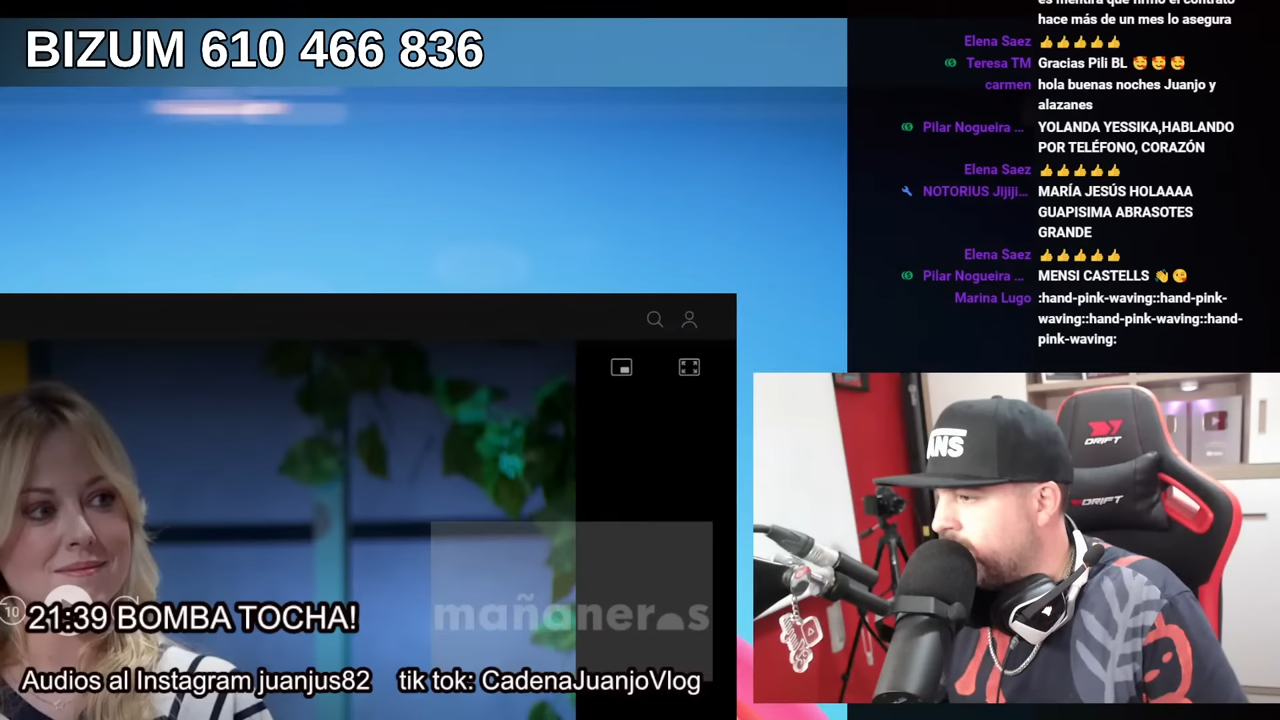 BIZUM 610 466 836
es mentira que firmo el contrato
hace más de un mes lo asegura
Elena Saez 👍👍👍👍👍
Teresa TM Gracias Pili BL 🥰 🥰 🥰
carmen hola buenas noches Juanjo y
alazanes
Pilar Nogueira ... YOLANDA YESSIKA,HABLANDO
POR TELÉFONO, CORAZÓN
Elena Saez 👍👍👍👍👍
NOTORIUS Jijiji... MARÍA JESÚS HOLAAAA
GUAPISIMA ABRASOTES
GRANDE
Elena Saez 👍👍👍👍👍
Pilar Nogueira ... MENSI CASTELLS 👋 😘
Marina Lugo :hand-pink-waving::hand-pink-
waving::hand-pink-waving::hand-
pink-waving:
10
21:39 BOMBA TOCHA!
mañaneros
Audios al Instagram juanjus82 tik tok: CadenaJuanjoVlog
ANS
DRIFT
DRIFT